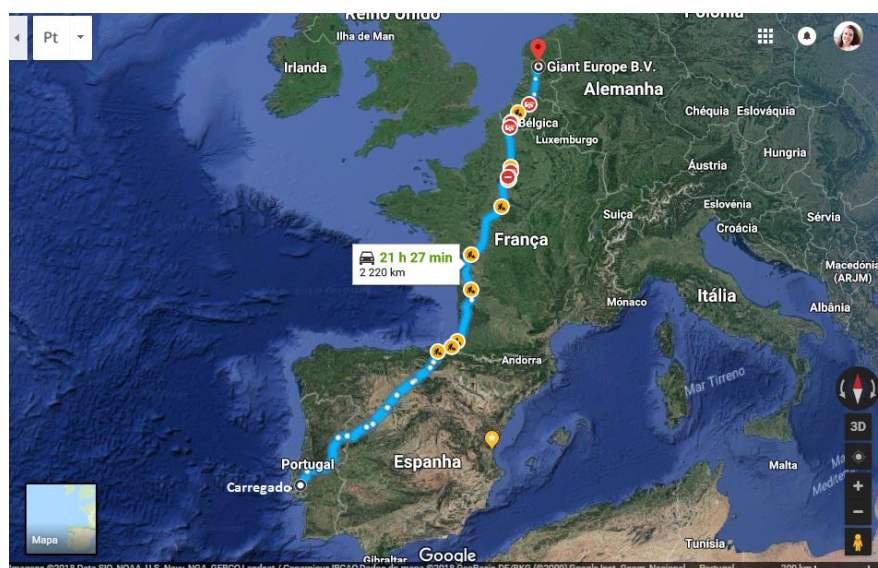 Reino Unido
Polónia
Pt
Ilha de Man
Irlanda
Giant Europe B.V.
Alemanha
Bélgica
Luxemburgo
Chéquia
Eslováquia
Áustria
Hungria
Suíça
Eslovénia
Croácia
Sérvia
França
21 h 27 min
2 220 km
Macedónia
(ARJM)
Mónaco
Itália
Albânia
Andorra
Mar Tirreno
3D
Portugal
Espanha
Carregado
Malta
Mapa
Tunísia
Gibraltar
Google